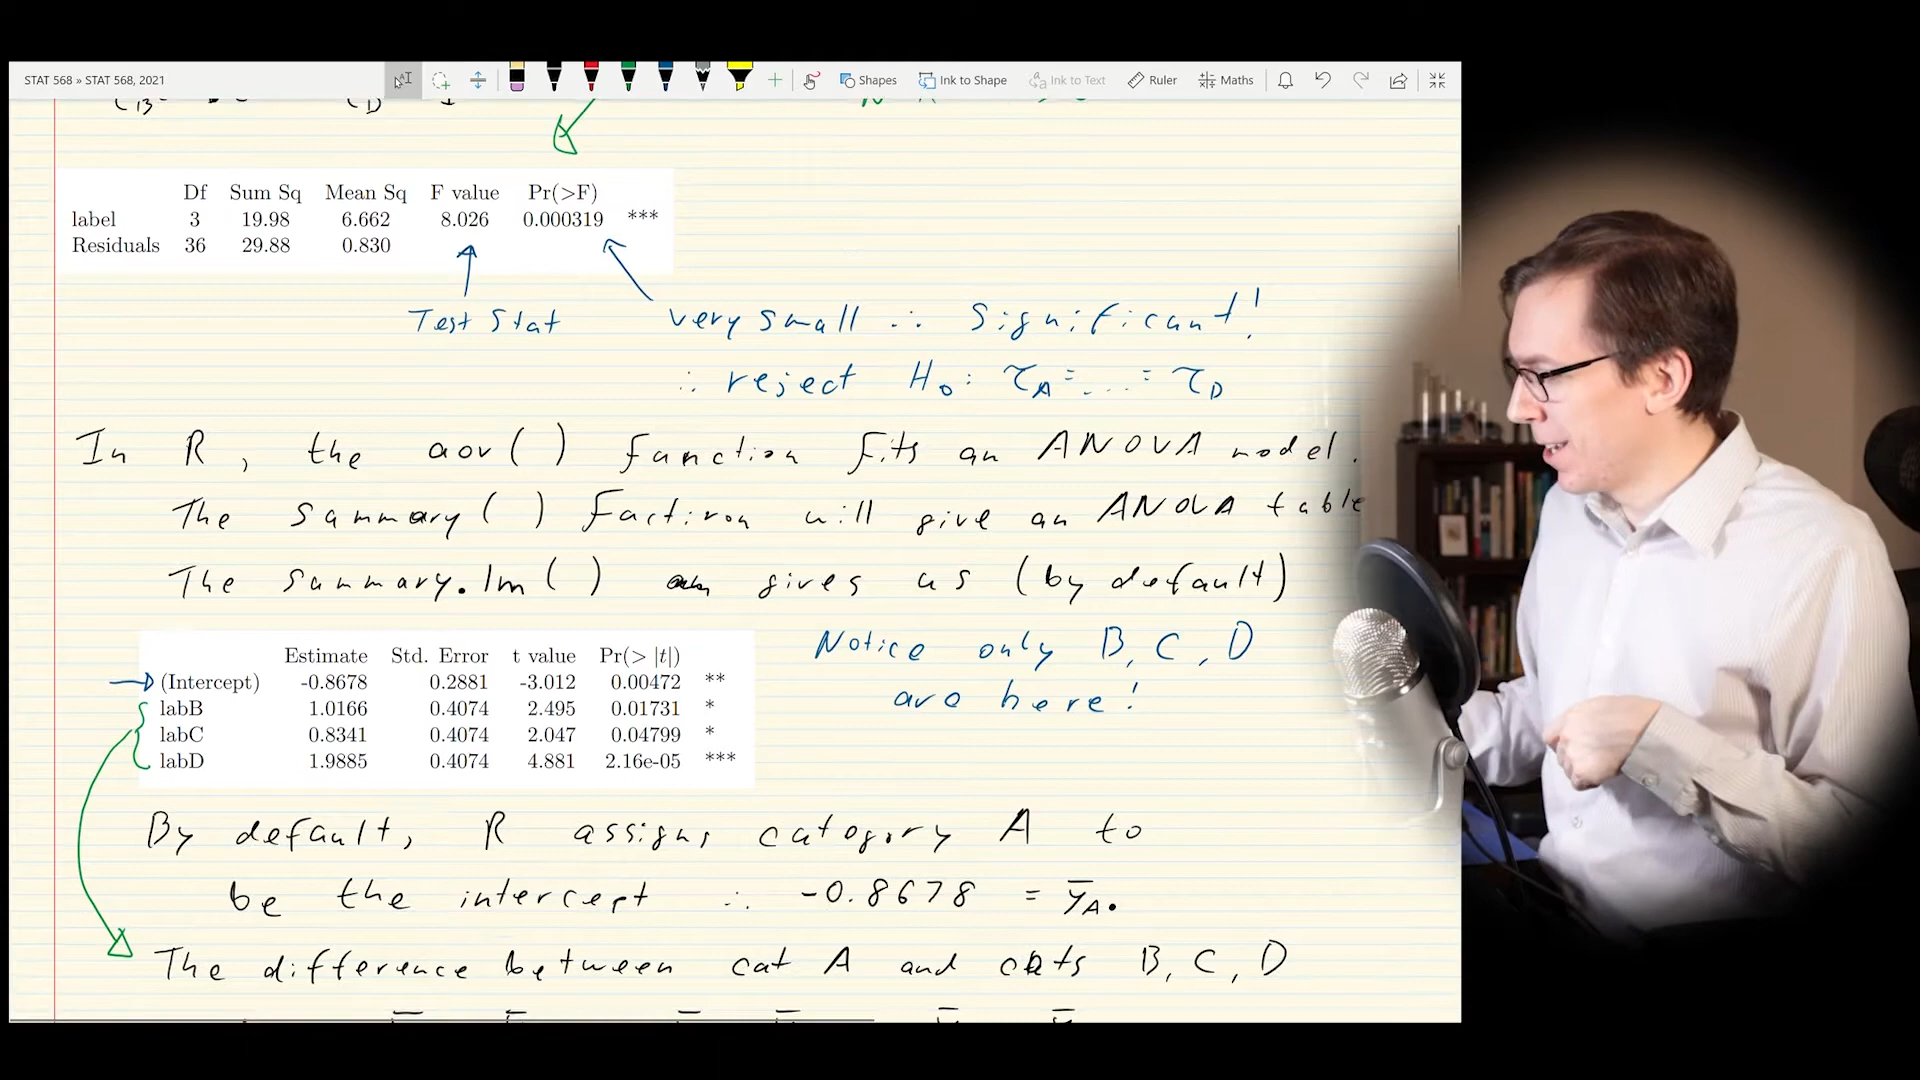 STAT 568 » STAT 568, 2021
Shapes Ink to Shape Ink to Text Ruler Maths
Df Sum Sq Mean Sq F value Pr(>F)
label 3 19.98 6.662 8.026 0.000319 ***
Residuals 36 29.88 0.830
Test Stat very small ∴ Significant!
∴ reject H₀: τ_A = ... = τ_D
In R, the aov( ) function fits an ANOVA model.
The summary( ) factiron will give an ANOVA table
The summary.lm( ) gives us (by default)
Notice only B, C, D
are here!
Estimate Std. Error t value Pr(> |t|)
(Intercept) -0.8678 0.2881 -3.012 0.00472 **
labB 1.0166 0.4074 2.495 0.01731 *
labC 0.8341 0.4074 2.047 0.04799 *
labD 1.9885 0.4074 4.881 2.16e-05 ***
By default, R assigns category A to
be the intercept ∴ -0.8678 = ȳ_A.
The difference between cat A and cats B, C, D